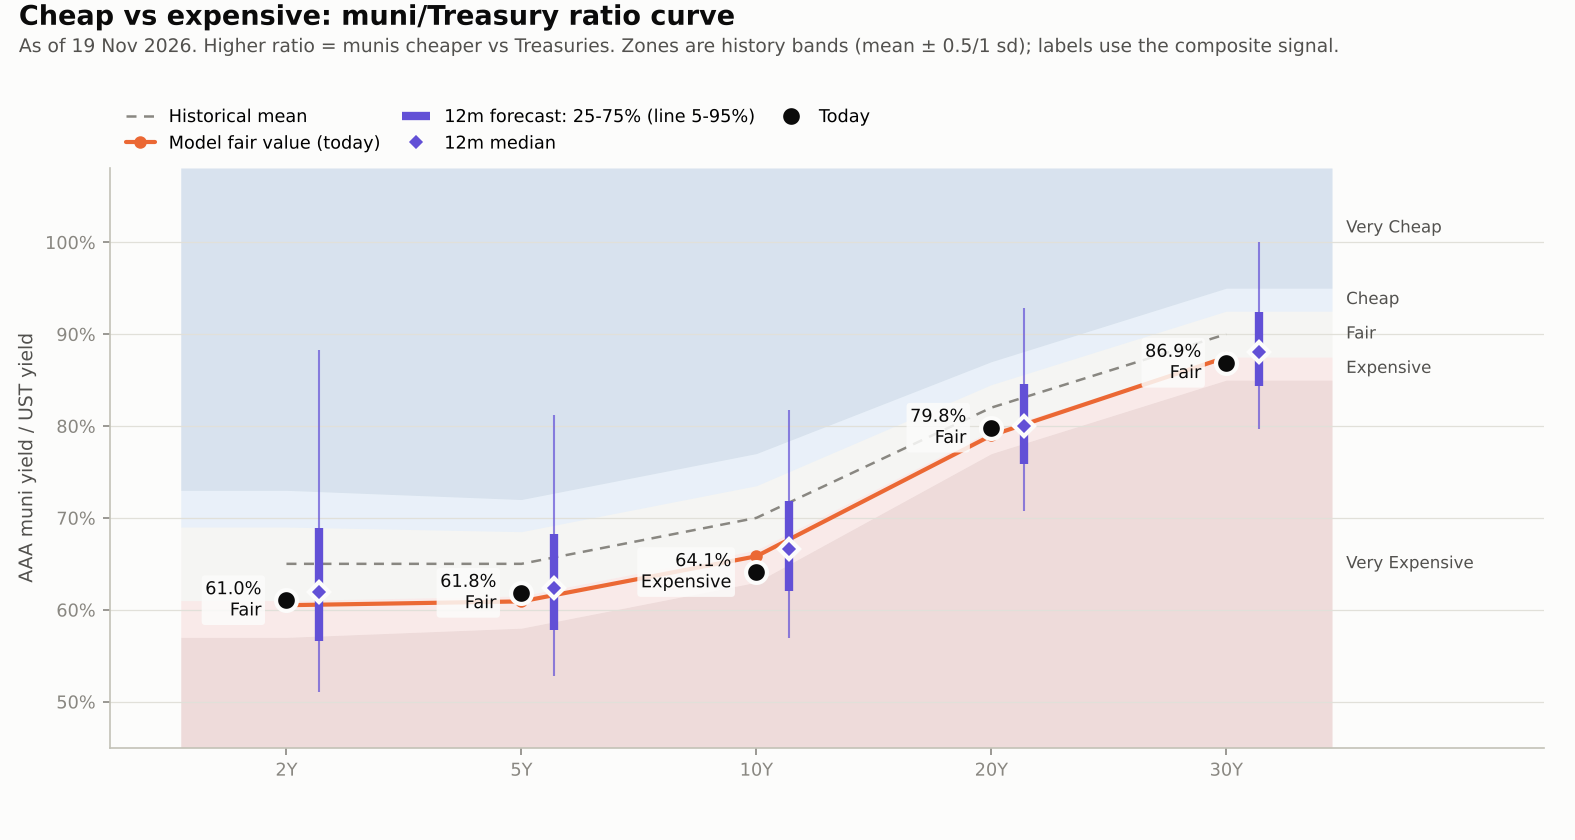 Cheap vs expensive: muni/Treasury ratio curve
As of 19 Nov 2026. Higher ratio = munis cheaper vs Treasuries. Zones are history bands (mean ± 0.5/1 sd); labels use the composite signal.
Historical mean
Model fair value (today)
12m forecast: 25-75% (line 5-95%)
12m median
Today
AAA muni yield / UST yield
100%
90%
80%
70%
60%
50%
61.0%
Fair
61.8%
Fair
64.1%
Expensive
79.8%
Fair
86.9%
Fair
Very Cheap
Cheap
Fair
Expensive
Very Expensive
2Y
5Y
10Y
20Y
30Y